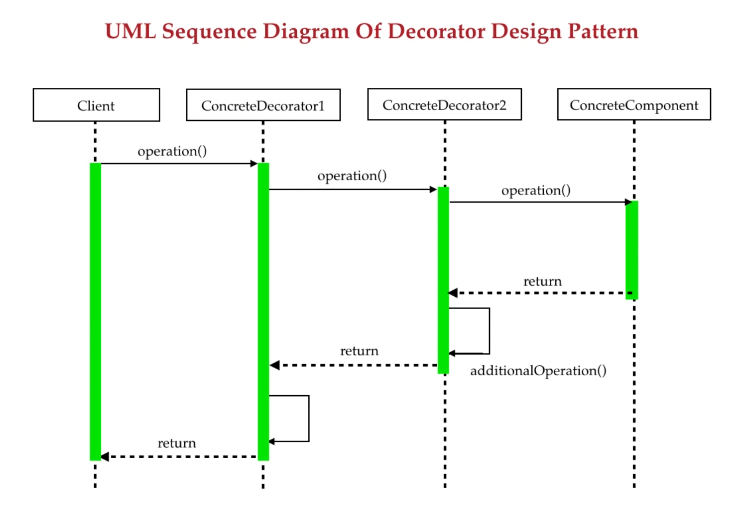 UML Sequence Diagram Of Decorator Design Pattern
Client
ConcreteDecorator1
ConcreteDecorator2
ConcreteComponent
operation()
operation()
operation()
return
return
additionalOperation()
return